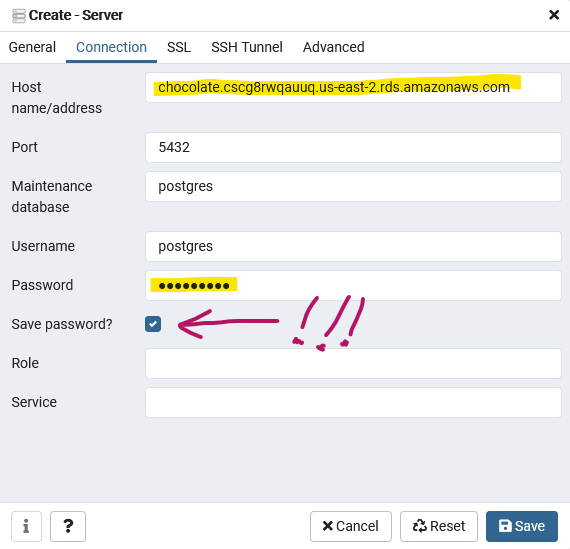 Create - Server
General Connection SSL SSH Tunnel Advanced
Host name/address chocolate.cscg8rwqauuq.us-east-2.rds.amazonaws.com
Port 5432
Maintenance database postgres
Username postgres
Password •••••••••
Save password? !!!
Role
Service
i ? Cancel Reset Save